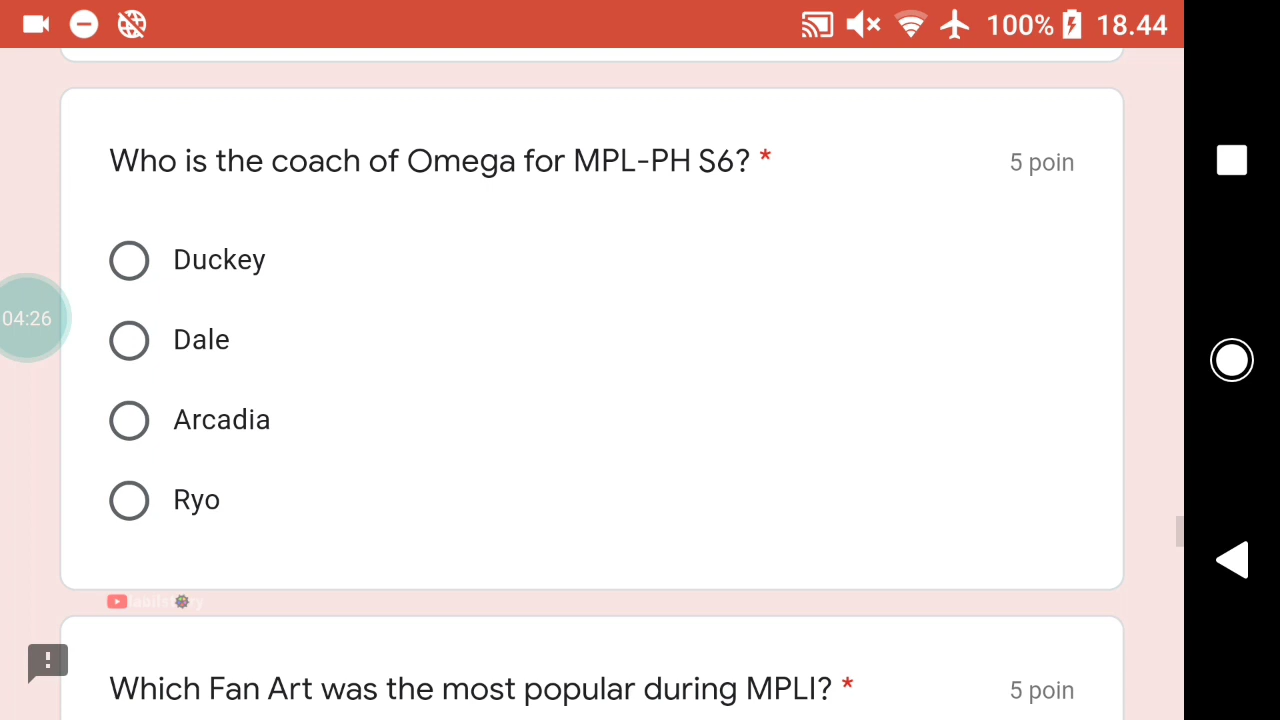 100% 18.44
Who is the coach of Omega for MPL-PH S6? * 5 poin
Duckey
04:26
Dale
Arcadia
Ryo
Which Fan Art was the most popular during MPLI? * 5 poin